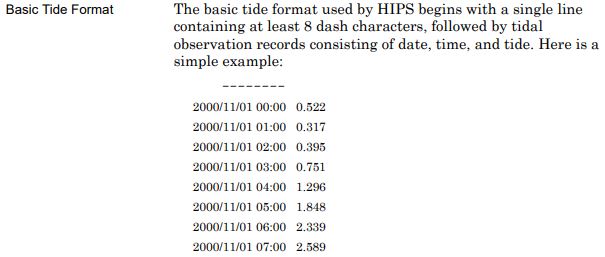 Basic Tide Format
The basic tide format used by HIPS begins with a single line
containing at least 8 dash characters, followed by tidal
observation records consisting of date, time, and tide. Here is a
simple example:
--------
2000/11/01 00:00 0.522
2000/11/01 01:00 0.317
2000/11/01 02:00 0.395
2000/11/01 03:00 0.751
2000/11/01 04:00 1.296
2000/11/01 05:00 1.848
2000/11/01 06:00 2.339
2000/11/01 07:00 2.589